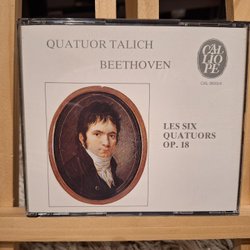 QUATUOR TALICH
BEETHOVEN
CAL
LIO
PE
LES SIX
QUATUORS
OP. 18